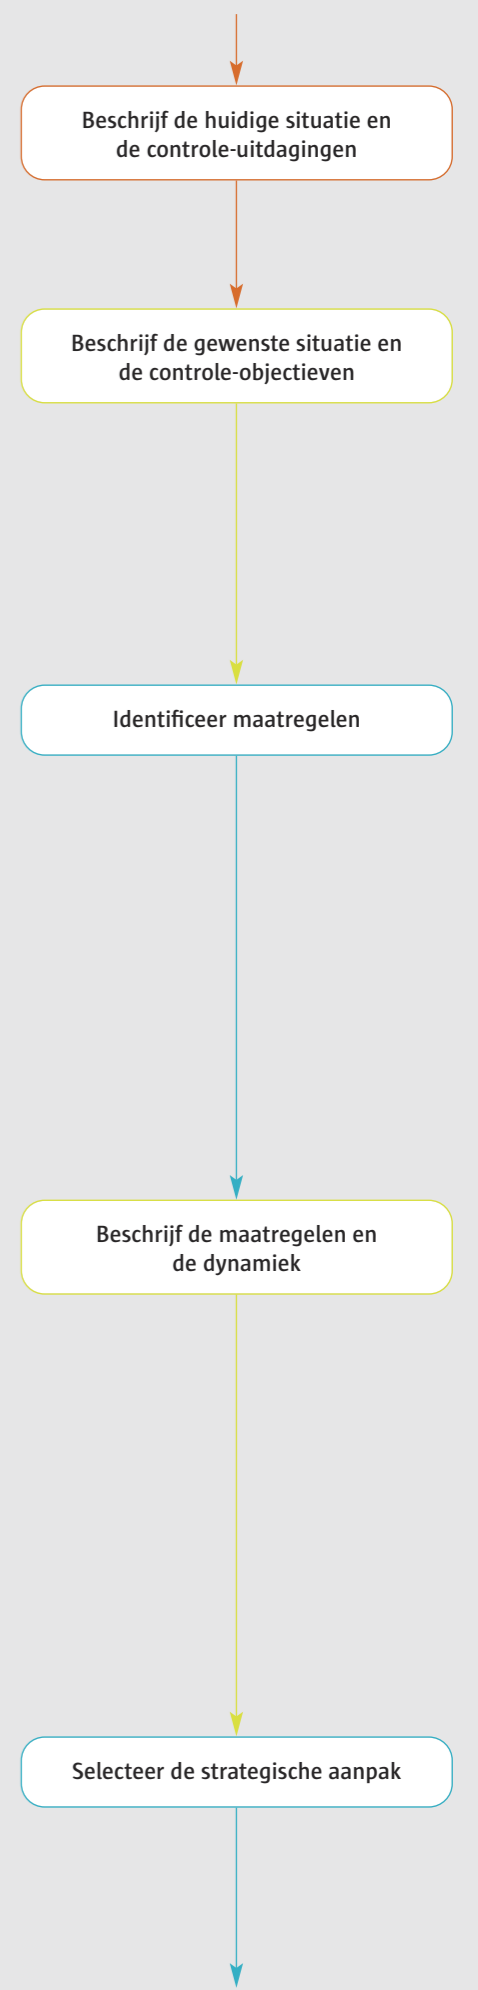 Beschrijf de huidige situatie en
de controle-uitdagingen
Beschrijf de gewenste situatie en
de controle-objectieven
Identificeer maatregelen
Beschrijf de maatregelen en
de dynamiek
Selecteer de strategische aanpak